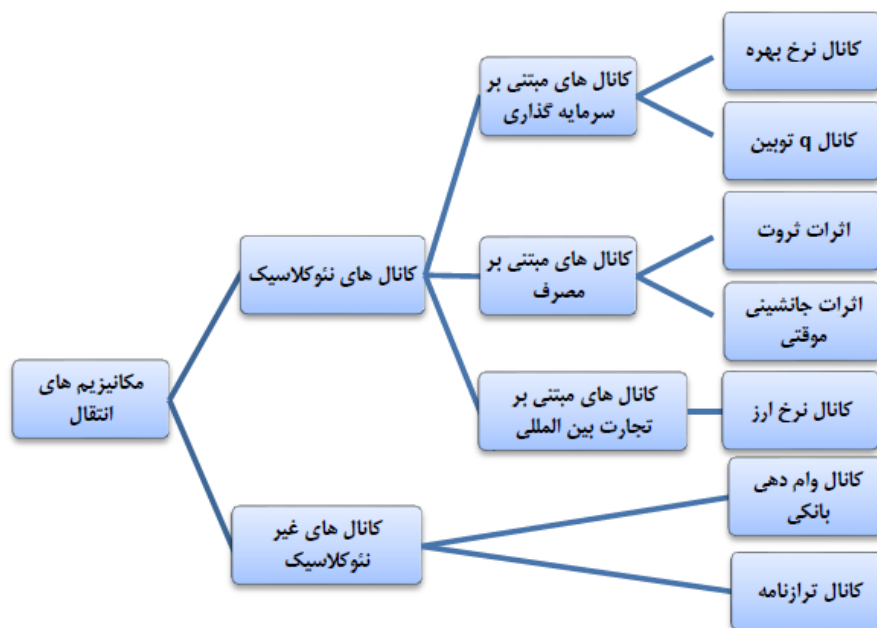 مکانیزیم های
انتقال
کانال های نئوکلاسیک
کانال های مبتنی بر
سرمایه گذاری
کانال نرخ بهره
کانال q توبین
کانال های مبتنی بر
مصرف
اثرات ثروت
اثرات جانشینی
موقتی
کانال های مبتنی بر
تجارت بین المللی
کانال نرخ ارز
کانال های غیر
نئوکلاسیک
کانال وام دهی
بانکی
کانال ترازنامه